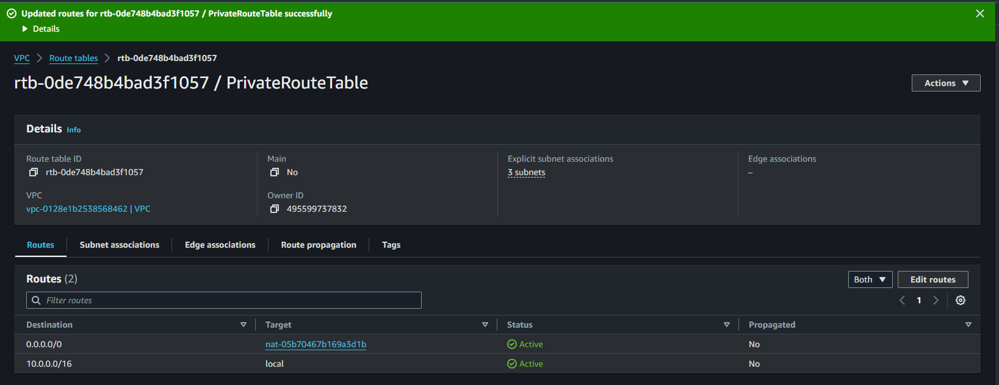 Updated routes for rtb-0de748b4bad3f1057 / PrivateRouteTable successfully
Details
VPC > Route tables > rtb-0de748b4bad3f1057
rtb-0de748b4bad3f1057 / PrivateRouteTable
Actions
Details Info
Route table ID
rtb-0de748b4bad3f1057
Main
No
Explicit subnet associations
3 subnets
Edge associations
–
VPC
vpc-0128e1b2538568462 | VPC
Owner ID
495599737832
Routes Subnet associations Edge associations Route propagation Tags
Routes (2)
Both Edit routes
Filter routes
1
Destination Target Status Propagated
0.0.0.0/0 nat-05b70467b169a3d1b Active No
10.0.0.0/16 local Active No